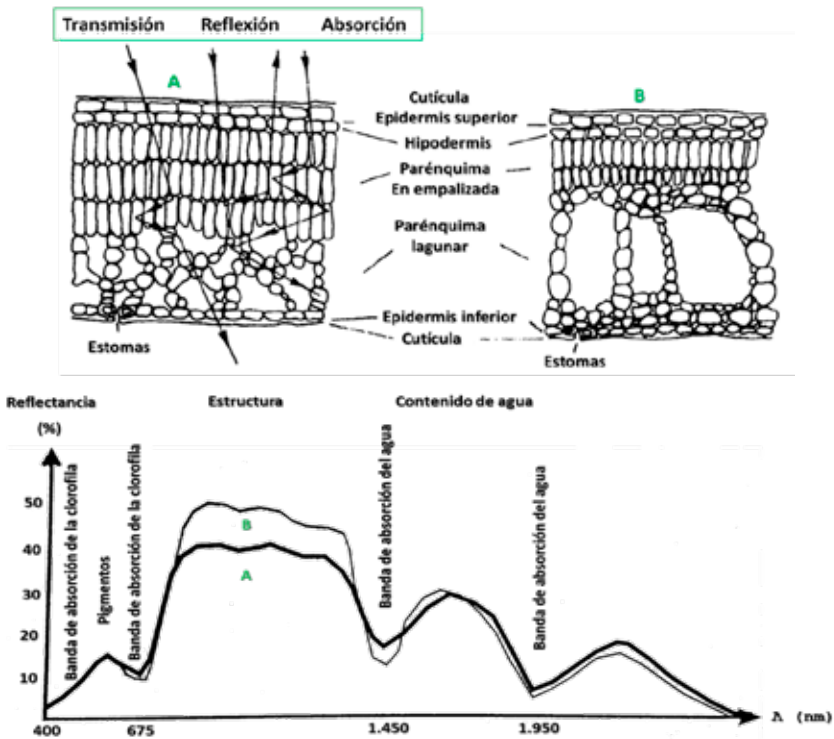 Transmisión Reflexión Absorción
A
B
Cutícula
Epidermis superior
Hipodermis
Parénquima
En empalizada
Parénquima
lagunar
Epidermis inferior
Cutícula
Estomas
Estomas
Reflectancia
(%)
Estructura
Contenido de agua
50
40
30
20
10
Banda de absorción de la clorofila
Pigmentos
Banda de absorción de la clorofila
B
A
Banda de absorción del agua
Banda de absorción del agua
400
675
1.450
1.950
Λ (nm)